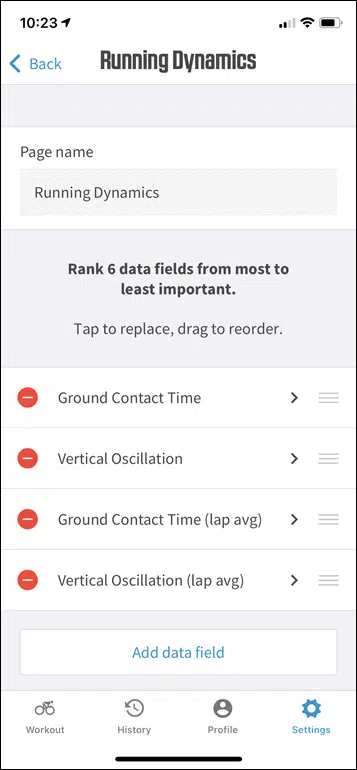 10:23
Back
Running Dynamics
Page name
Running Dynamics
Rank 6 data fields from most to
least important.
Tap to replace, drag to reorder.
Ground Contact Time
Vertical Oscillation
Ground Contact Time (lap avg)
Vertical Oscillation (lap avg)
Add data field
Workout
History
Profile
Settings